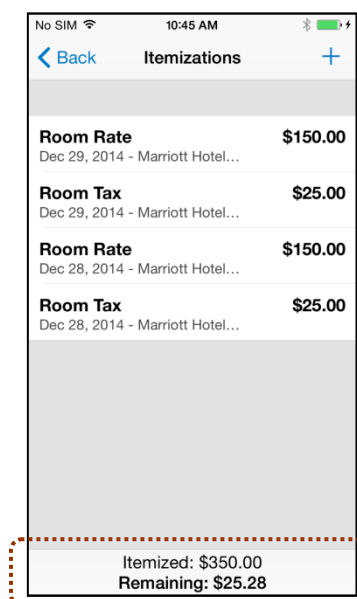 No SIM 10:45 AM
Back Itemizations +
Room Rate $150.00
Dec 29, 2014 - Marriott Hotel...
Room Tax $25.00
Dec 29, 2014 - Marriott Hotel...
Room Rate $150.00
Dec 28, 2014 - Marriott Hotel...
Room Tax $25.00
Dec 28, 2014 - Marriott Hotel...
Itemized: $350.00
Remaining: $25.28